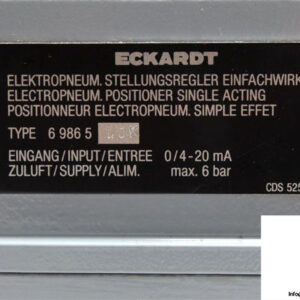 ECKARDT
ELEKTROPNEUM. STELLUNGSREGLER EINFACHWIRK
ELECTROPNEUM. POSITIONER SINGLE ACTING
POSITIONNEUR ELECTROPNEUM. SIMPLE EFFET
TYPE 6 986 5
EINGANG/INPUT/ENTREE 0/4-20 mA
ZULUFT/SUPPLY/ALIM. max. 6 bar
CDS 525